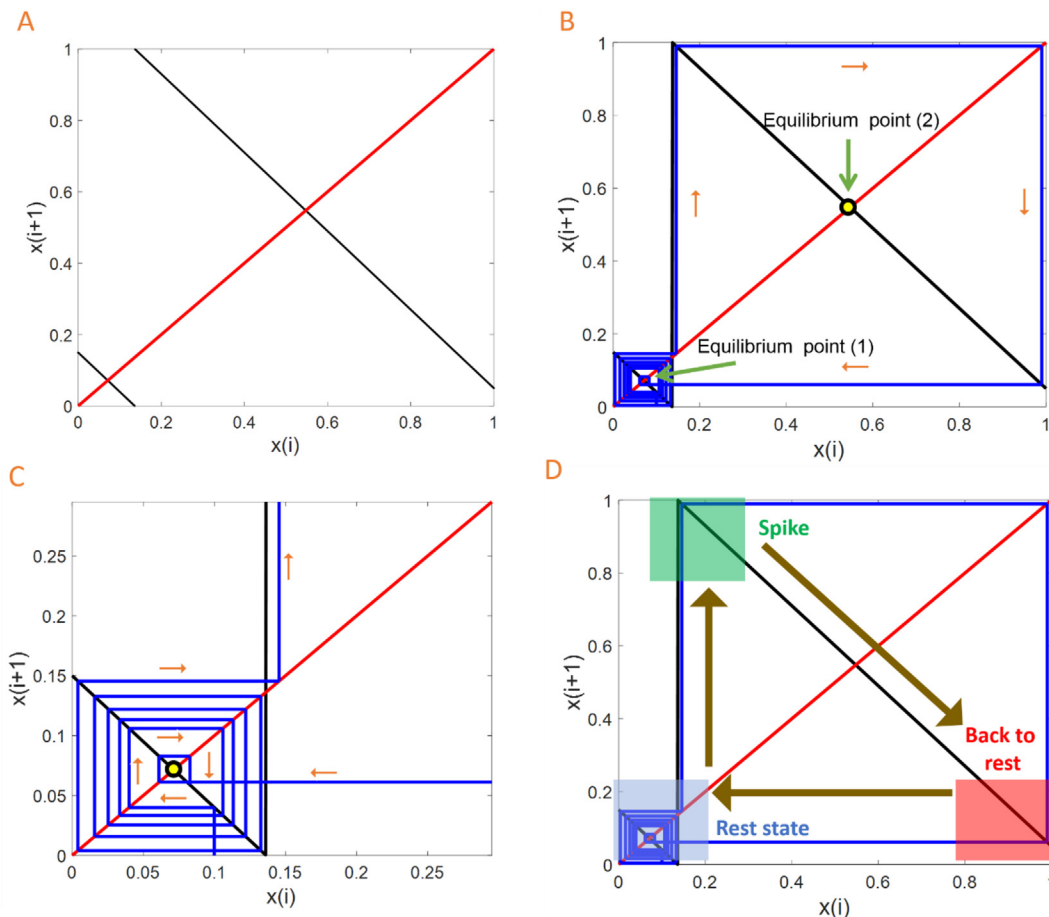 A
1
0.8
0.6
0.4
0.2
0
x(i+1)
0 0.2 0.4 0.6 0.8 1
x(i)
B
1
0.8
0.6
0.4
0.2
0
x(i+1)
Equilibrium point (2)
Equilibrium point (1)
0.2 0.4 0.6 0.8 1
x(i)
C
0.25
0.2
0.15
0.1
0.05
0
x(i+1)
0 0.05 0.1 0.15 0.2 0.25
x(i)
D
1
0.8
0.6
0.4
0.2
0
x(i+1)
Spike
Back to
rest
Rest state
0 0.2 0.4 0.6 0.8 1
x(i)